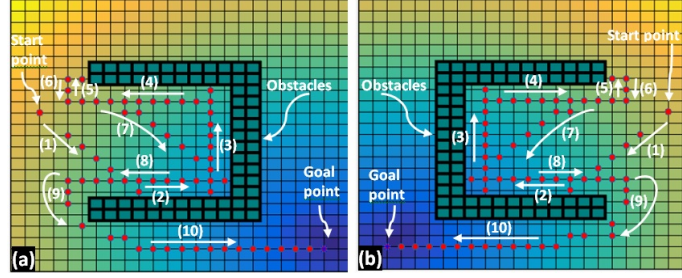 Start
point
(6)
(5)
(4)
(1)
(7)
(3)
Obstacles
(8)
(2)
(9)
Goal
point
(10)
(a)
Start point
(4)
(5)
(6)
Obstacles
(3)
(7)
(1)
(8)
(2)
Goal
point
(9)
(10)
(b)